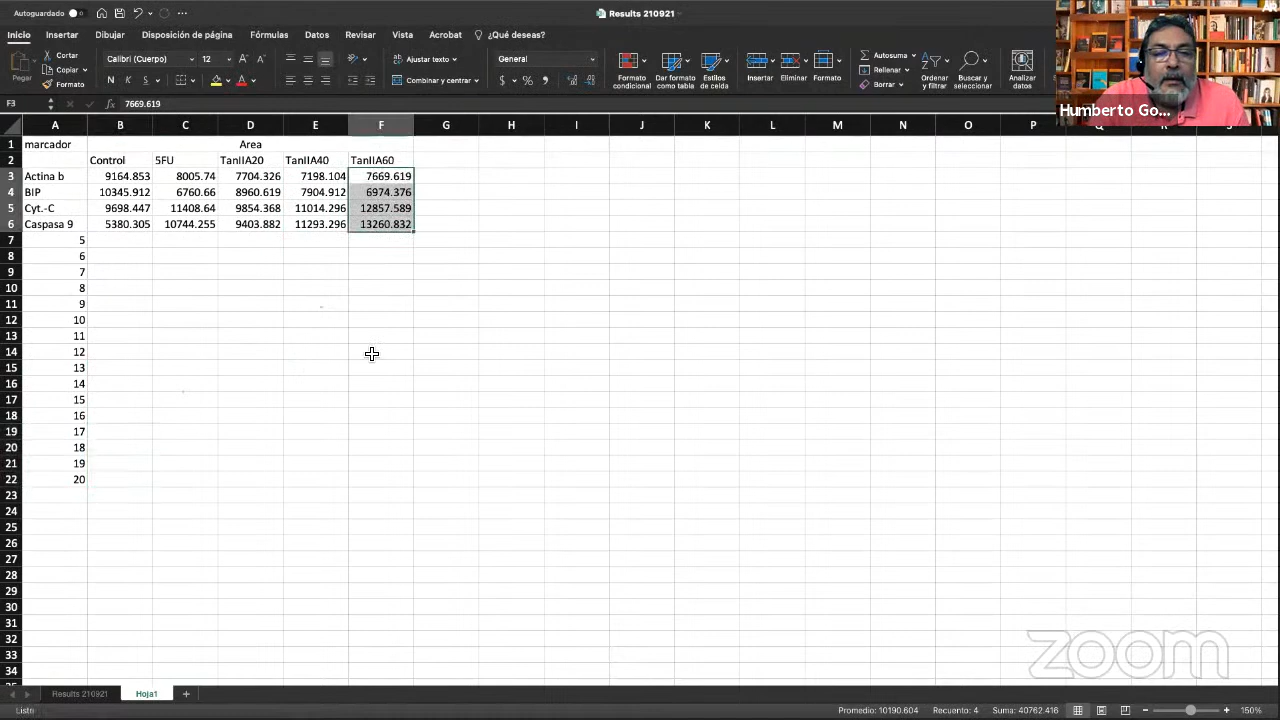 Autoguardado
Results 210921
Inicio Insertar Dibujar Disposición de página Fórmulas Datos Revisar Vista Acrobat ¿Qué deseas?
Pegar
Cortar
Copiar
Formato
Calibri (Cuerpo) 12
N K S
Ajustar texto
Combinar y centrar
General
Formato condicional
Dar formato como tabla
Estilos de celda
Insertar
Eliminar
Formato
Autosuma
Rellenar
Borrar
Ordenar y filtrar
Buscar y seleccionar
Analizar datos
Humberto Go...
F3 fx 7669.619
A B C D E F G H I J K L M N O P Q R S
1 marcador Area
2 Control 5FU TanIIA20 TanIIA40 TanIIA60
3 Actina b 9164.853 8005.74 7704.326 7198.104 7669.619
4 BIP 10345.912 6760.66 8960.619 7904.912 6974.376
5 Cyt.-C 9698.447 11408.64 9854.368 11014.296 12857.589
6 Caspasa 9 5380.305 10744.255 9403.882 11293.296 13260.832
7 5
8 6
9 7
10 8
11 9
12 10
13 11
14 12
15 13
16 14
17 15
18 16
19 17
20 18
21 19
22 20
23
24
25
26
27
28
29
30
31
32
33
34
zoom
Results 210921 Hoja1 +
Listo Promedio: 10190.604 Recuento: 4 Suma: 40762.416 150%